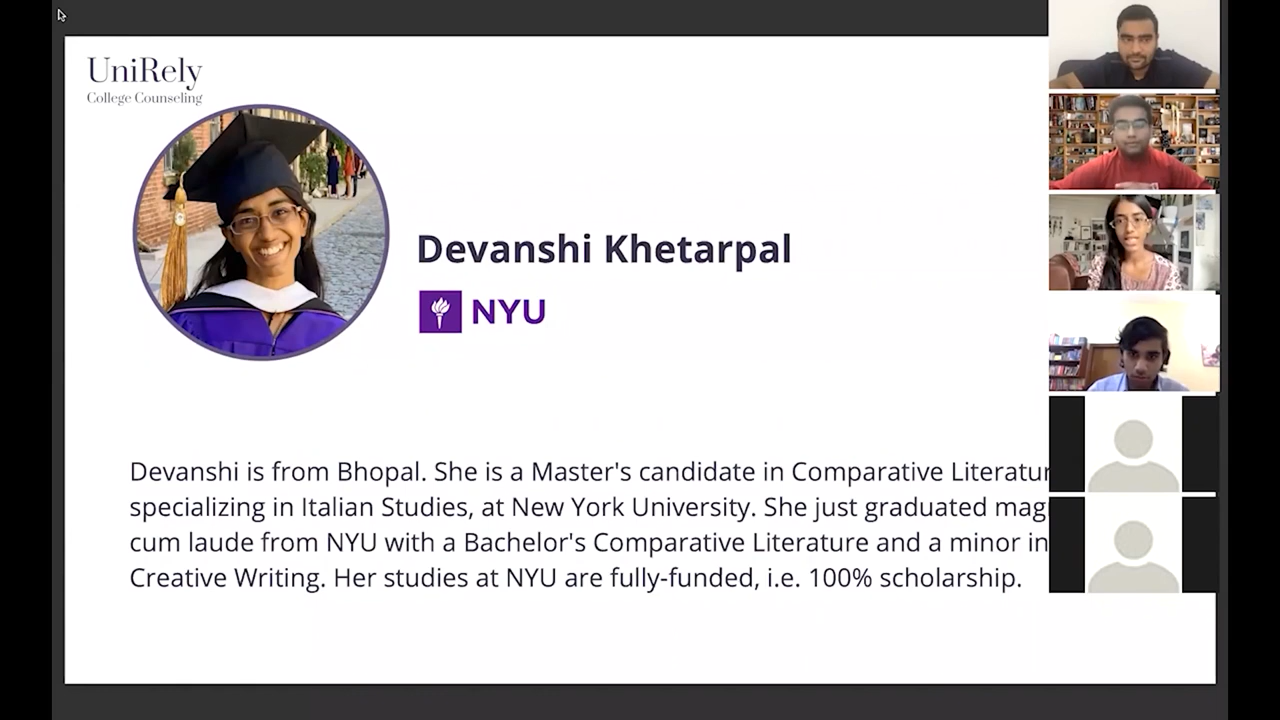 UniRely
College Counseling
Devanshi Khetarpal
NYU
Devanshi is from Bhopal. She is a Master's candidate in Comparative
specializing in Italian Studies, at New York University. She just graduated
cum laude from NYU with a Bachelor's Comparative Literature and a minor in
Creative Writing. Her studies at NYU are fully-funded, i.e. 100% scholarship.